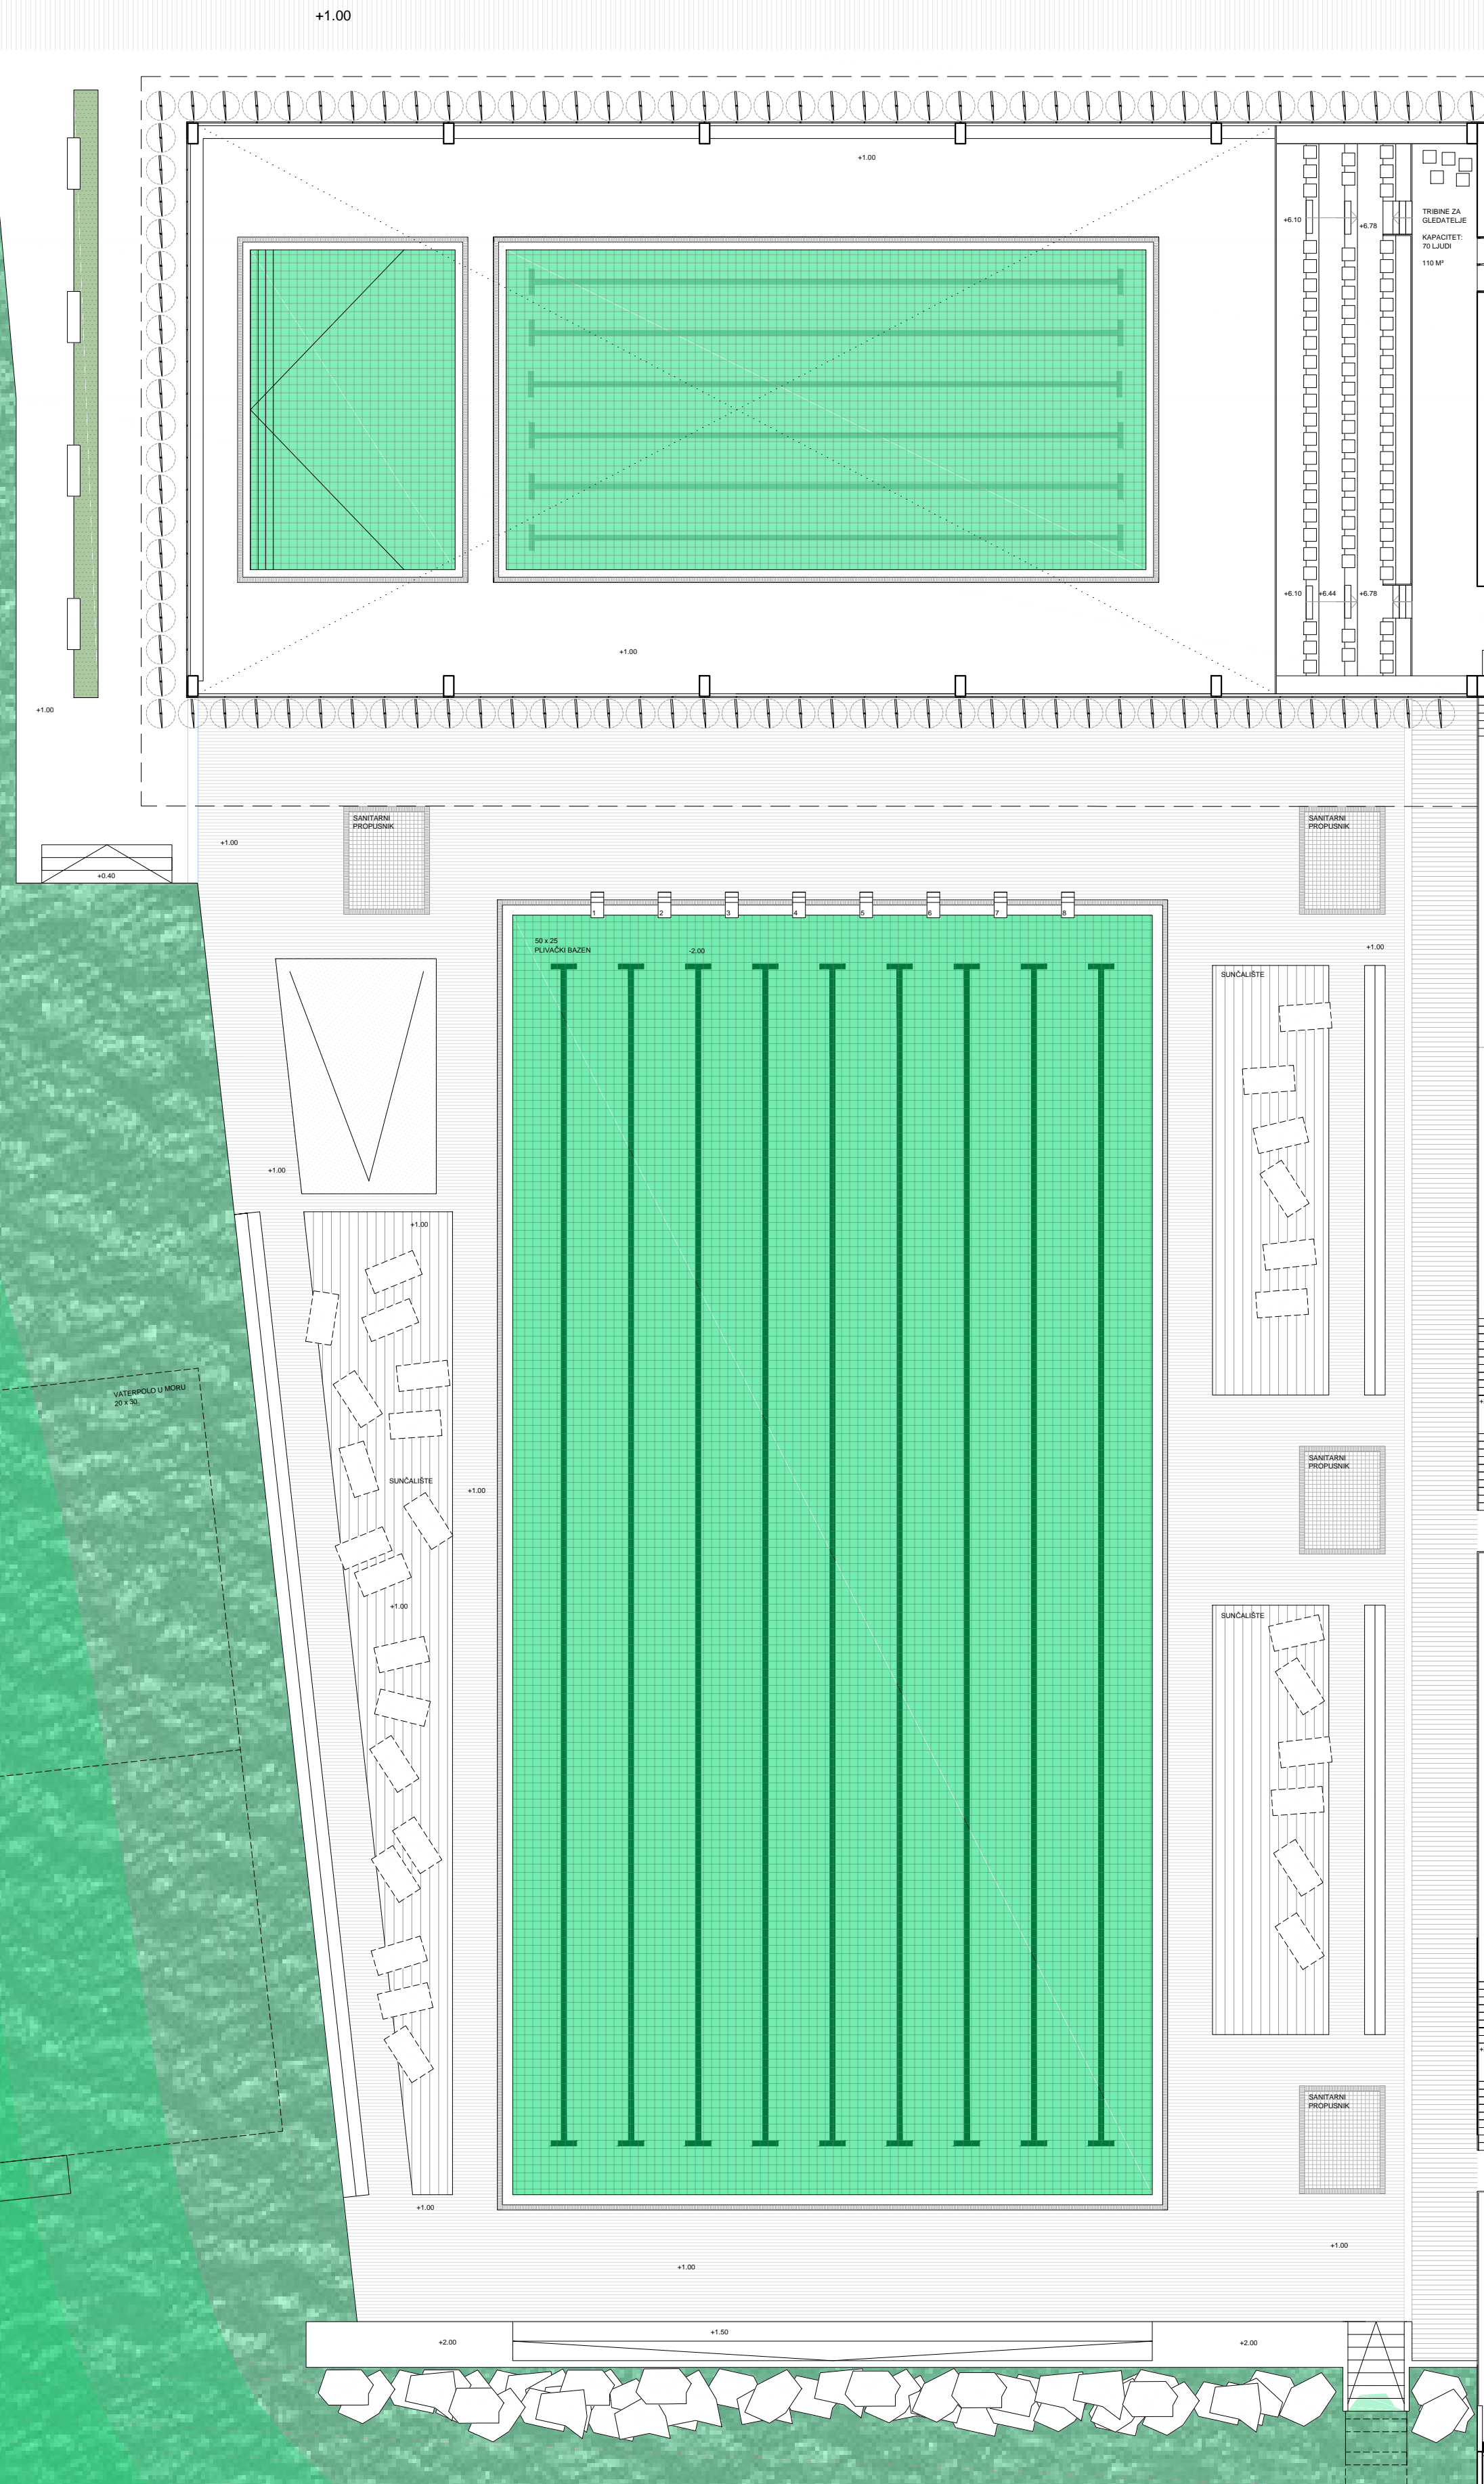 +1.00
+1.00
TRIBINE ZA
GLEDATELJE
KAPACITET:
70 LJUDI
110 M²
+6.10
+6.78
+6.10
+6.44
+6.78
+1.00
+1.00
SANITARNI
PROPUSNIK
SANITARNI
PROPUSNIK
+1.00
+0.40
1
2
3
4
5
6
7
8
50 x 25
PLIVAČKI BAZEN
-2.00
+1.00
SUNČALIŠTE
+1.00
+1.00
VATERPOLO U MORU
20 x 30
SUNČALIŠTE
+1.00
SANITARNI
PROPUSNIK
+1.00
SUNČALIŠTE
SANITARNI
PROPUSNIK
+1.00
+1.00
+1.00
+2.00
+1.50
+2.00